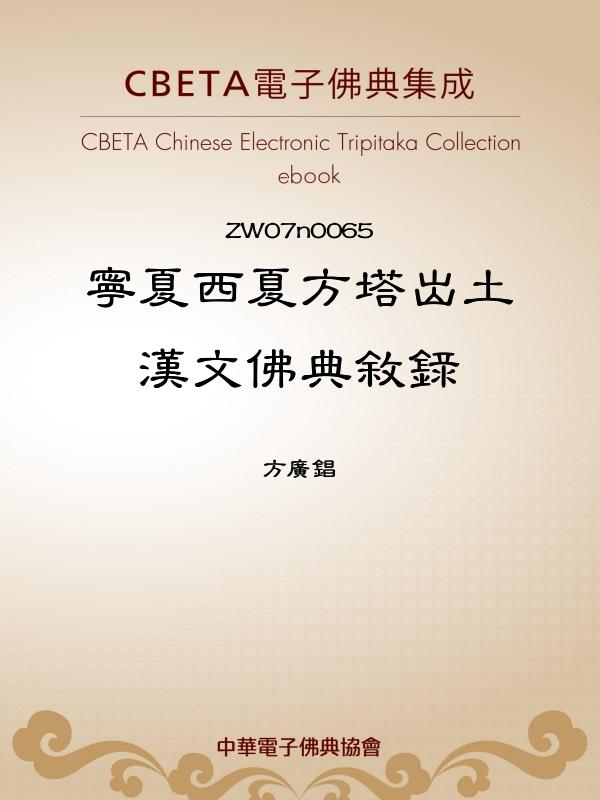 CBETA電子佛典集成
CBETA Chinese Electronic Tripitaka Collection
ebook
ZW07n0065
寧夏西夏方塔出土
漢文佛典敘録
方廣錩
中華電子佛典協會